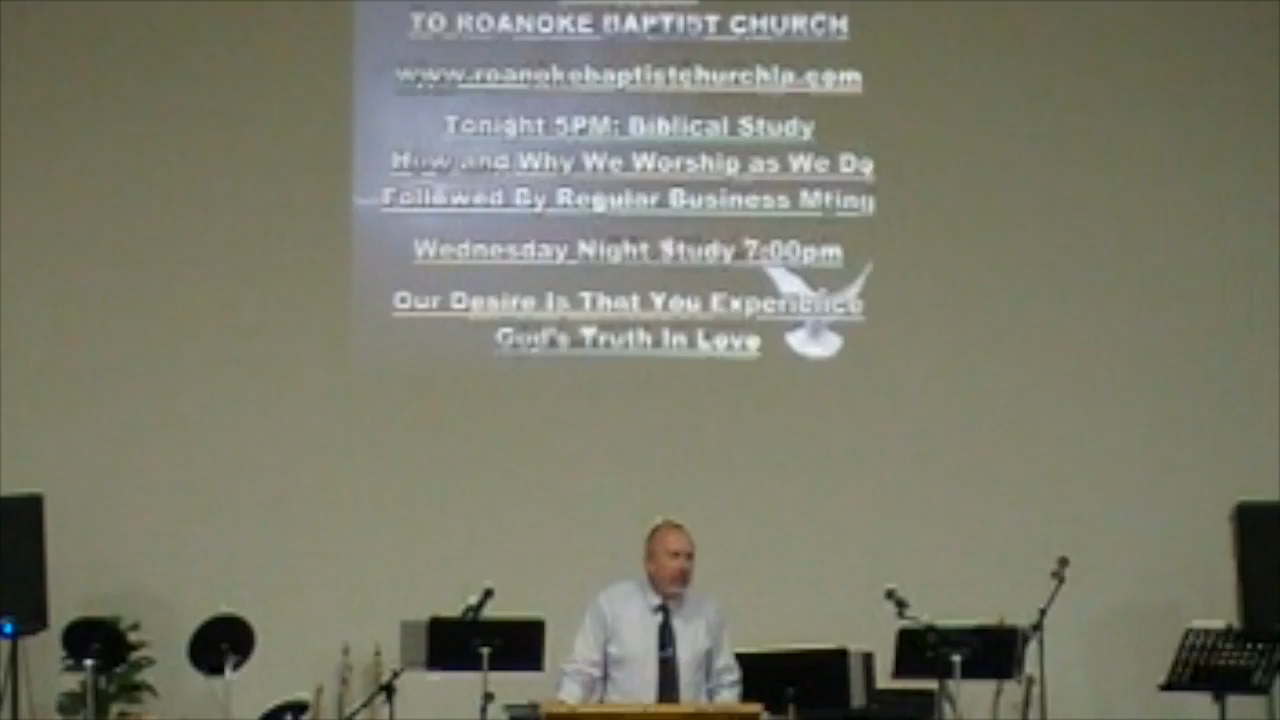 TO ROANOKE BAPTIST CHURCH
www.roanokebaptistchurchlp.com
Tonight 5PM: Biblical Study
How and Why We Worship as We Do
Followed By Regular Business Mting
Wednesday Night Study 7:00pm
Our Desire Is That You Experience
God's Truth In Love